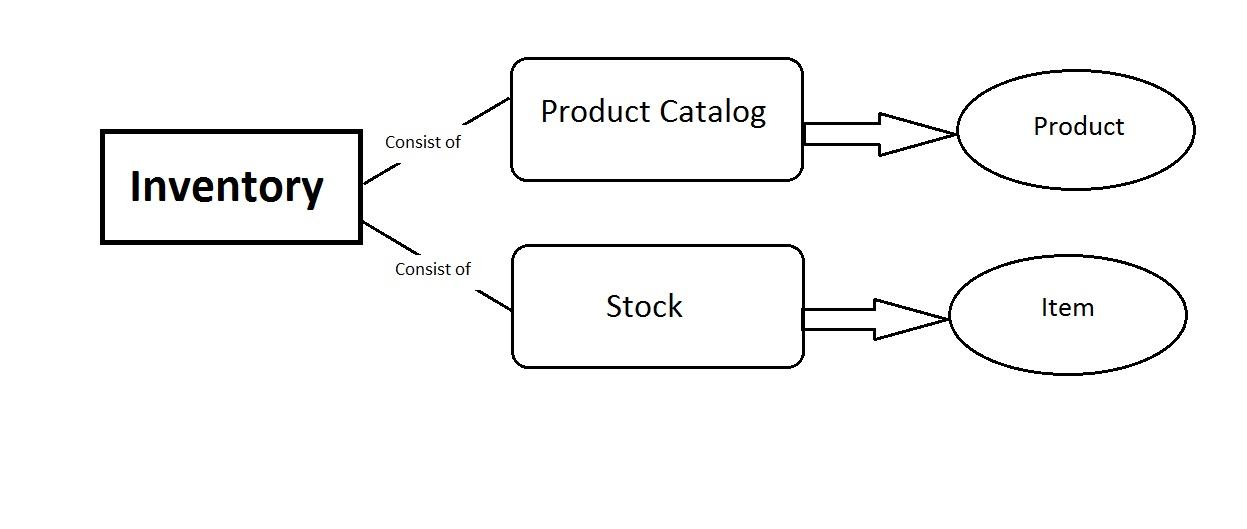 Inventory
Consist of
Product Catalog
Product
Consist of
Stock
Item